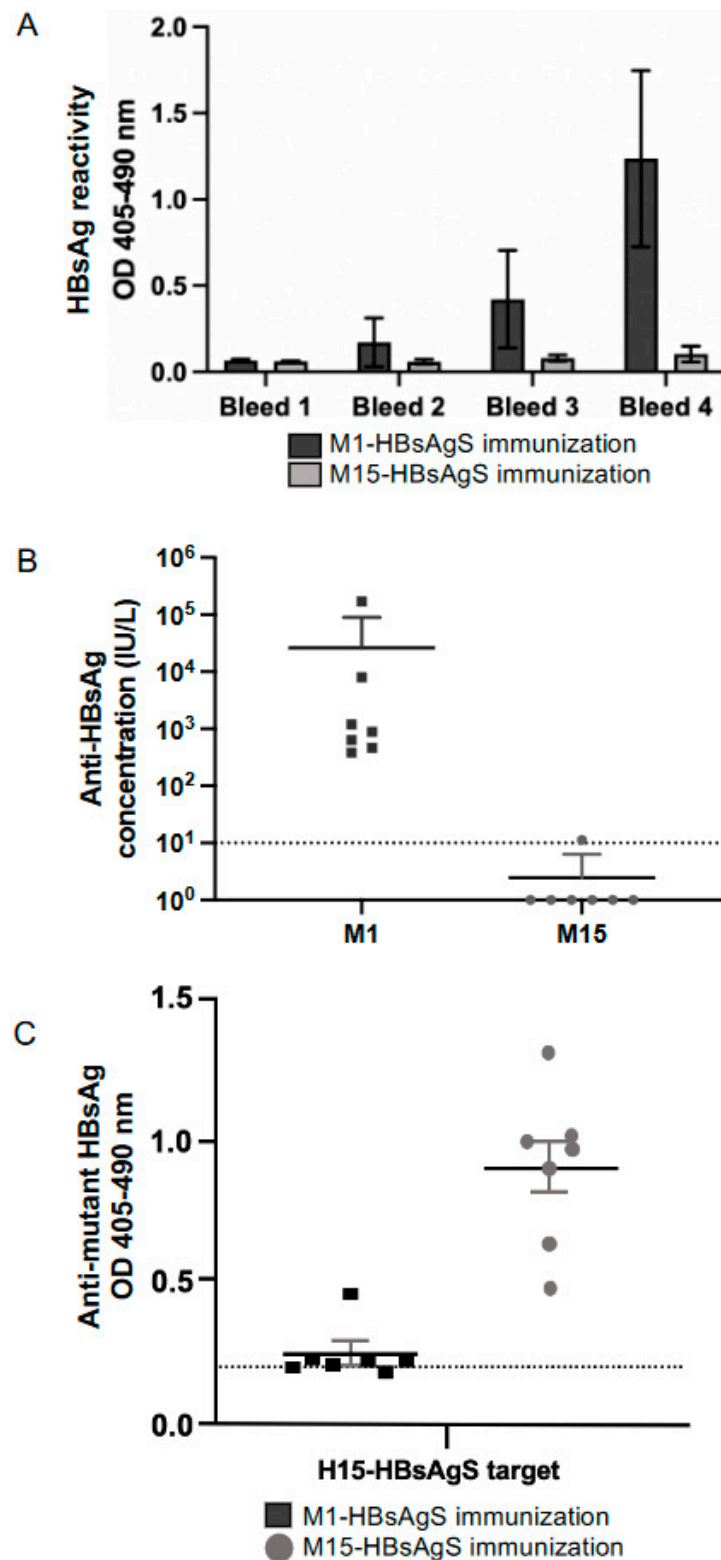 A
HBsAg reactivity
OD 405-490 nm
2.0
1.5
1.0
0.5
0.0
Bleed 1 Bleed 2 Bleed 3 Bleed 4
M1-HBsAgS immunization
M15-HBsAgS immunization
B
Anti-HBsAg
concentration (IU/L)
10⁶
10⁵
10⁴
10³
10²
10¹
10⁰
M1 M15
C
Anti-mutant HBsAg
OD 405-490 nm
1.5
1.0
0.5
0.0
H15-HBsAgS target
M1-HBsAgS immunization
M15-HBsAgS immunization